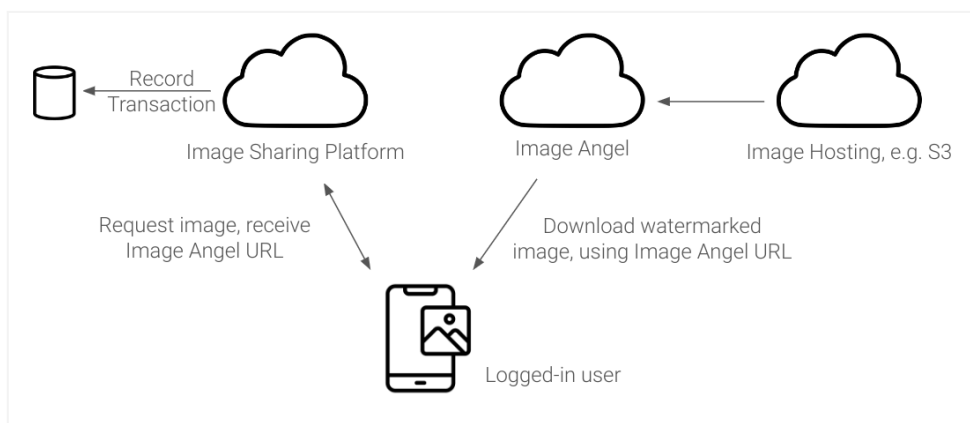 Record
Transaction
Image Sharing Platform
Image Angel
Image Hosting, e.g. S3
Request image, receive
Image Angel URL
Download watermarked
image, using Image Angel URL
Logged-in user